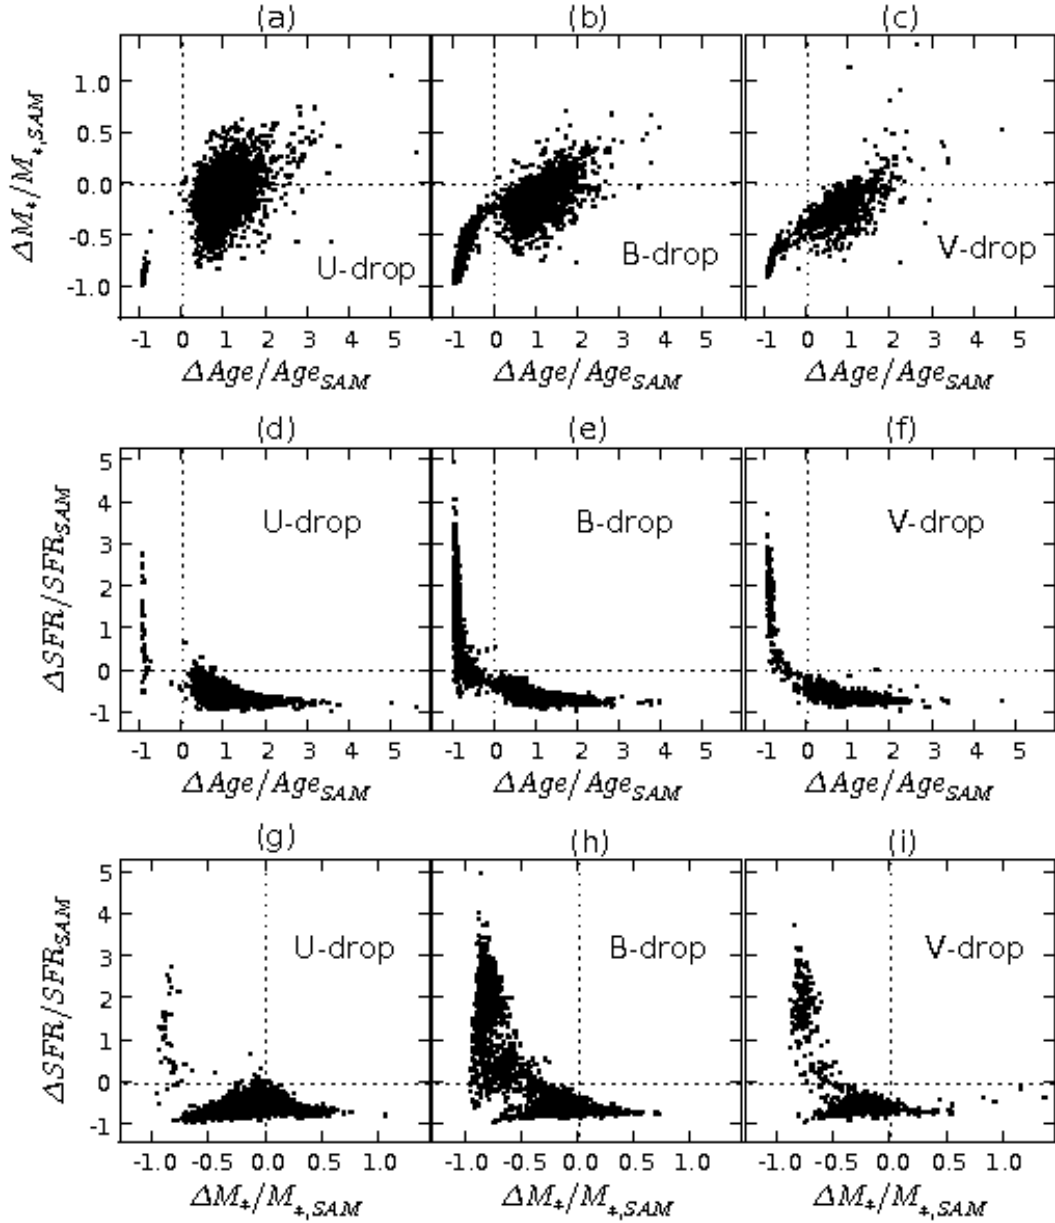 (a) (b) (c)
1.0
0.5
0.0
-0.5
-1.0
ΔM*/M*,SAM
U-drop B-drop V-drop
-1 0 1 2 3 4 5 -1 0 1 2 3 4 5 -1 0 1 2 3 4 5
ΔAge/AgeSAM ΔAge/AgeSAM ΔAge/AgeSAM
(d) (e) (f)
5
4
3
2
1
0
-1
ΔSFR/SFRSAM
U-drop B-drop V-drop
-1 0 1 2 3 4 5 -1 0 1 2 3 4 5 -1 0 1 2 3 4 5
ΔAge/AgeSAM ΔAge/AgeSAM ΔAge/AgeSAM
(g) (h) (i)
5
4
3
2
1
0
-1
ΔSFR/SFRSAM
U-drop B-drop V-drop
-1.0 -0.5 0.0 0.5 1.0 -1.0 -0.5 0.0 0.5 1.0 -1.0 -0.5 0.0 0.5 1.0
ΔM*/M*,SAM ΔM*/M*,SAM ΔM*/M*,SAM